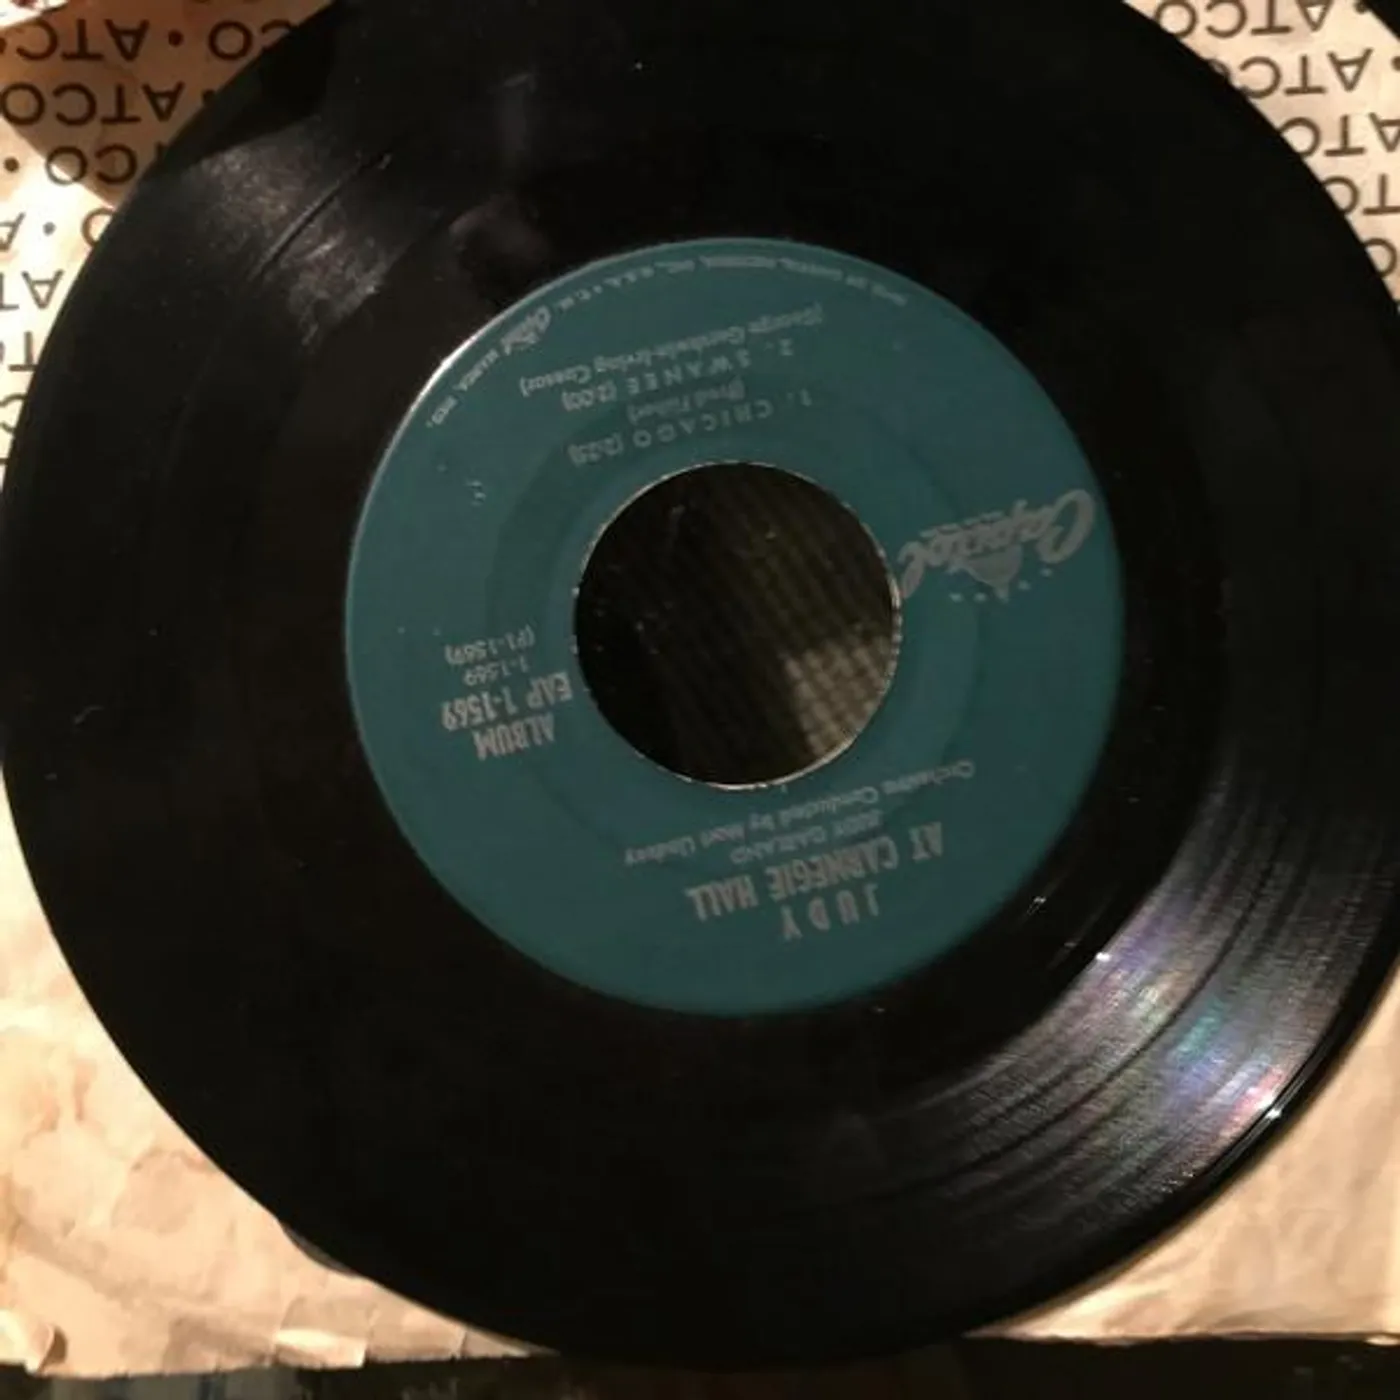 JUDY
AT CARNEGIE HALL
JUDY GARLAND
Orchestra Conducted by Mort Lindsey
Capitol
ALBUM
EAP 1-1569
1-1569
(P1-1569)
1. CHICAGO (2:25)
(Fred Fisher)
2. SWANEE (2:00)
(George Gershwin-Irving Caesar)
Capitol
ATCO • ATCO
ATCO